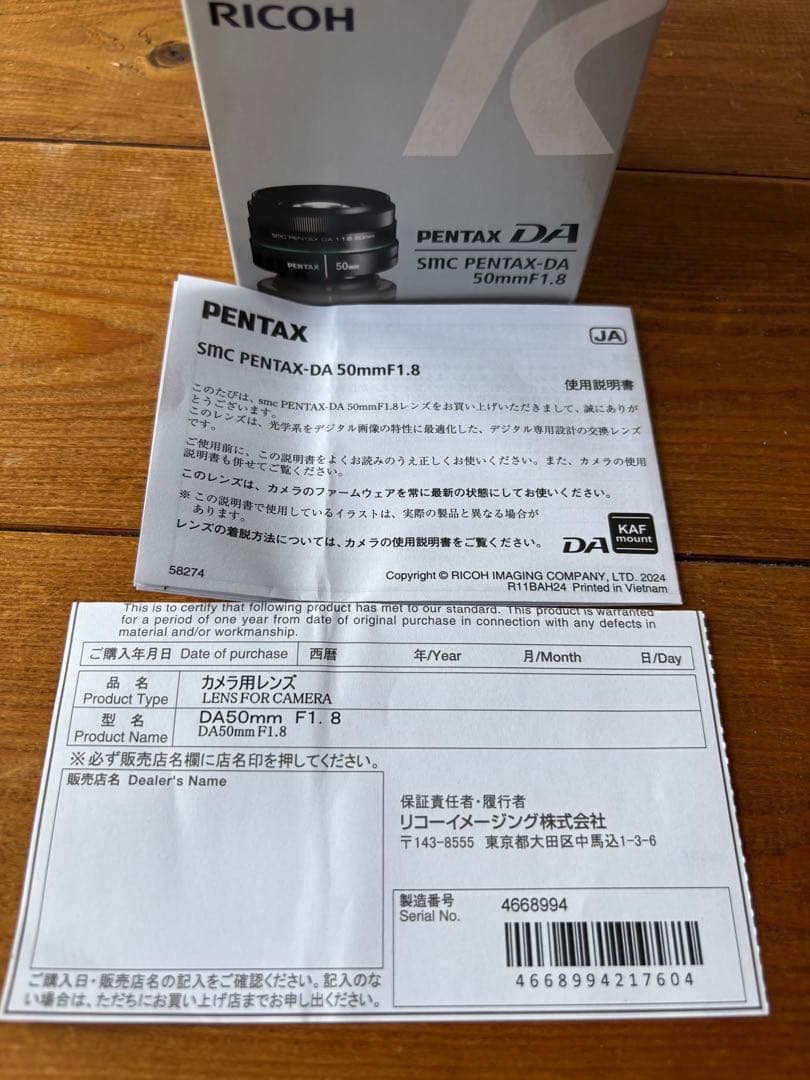 RICOH
K
SMC PENTAX-DA 1:1.8 50mm
PENTAX 50mm
PENTAX DA
smc PENTAX-DA
50mmF1.8
PENTAX
JA
smc PENTAX-DA 50mmF1.8
使用説明書
このたびは、smc PENTAX-DA 50mmF1.8レンズをお買い上げいただきまして、誠にありが
とうございます。
このレンズは、光学系をデジタル画像の特性に最適化した、デジタル専用設計の交換レンズ
です。
ご使用前に、この説明書をよくお読みのうえ正しくお使いください。また、カメラの使用
説明書も併せてご覧ください。
このレンズは、カメラのファームウェアを常に最新の状態にしてお使いください。
※ この説明書で使用しているイラストは、実際の製品と異なる場合が
あります。
レンズの着脱方法については、カメラの使用説明書をご覧ください。
DA
KAF
mount
58274
Copyright © RICOH IMAGING COMPANY, LTD. 2024
R11BAH24 Printed in Vietnam
This is to certify that following product has met to our standard. This product is warranted
for a period of one year from date of original purchase in connection with any defects in
material and/or workmanship.
ご購入年月日 Date of purchase 西暦 年/Year 月/Month 日/Day
品 名 カメラ用レンズ
Product Type LENS FOR CAMERA
型 名 DA50mm F1.8
Product Name DA50mm F1.8
※必ず販売店名欄に店名印を押してください。
販売店名 Dealer's Name
保証責任者・履行者
リコーイメージング株式会社
〒143-8555 東京都大田区中馬込1-3-6
製造番号 4668994
Serial No.
4668994217604
ご購入日・販売店名の記入をご確認ください。記入のな
い場合は、ただちにお買い上げ店までお申し出ください。